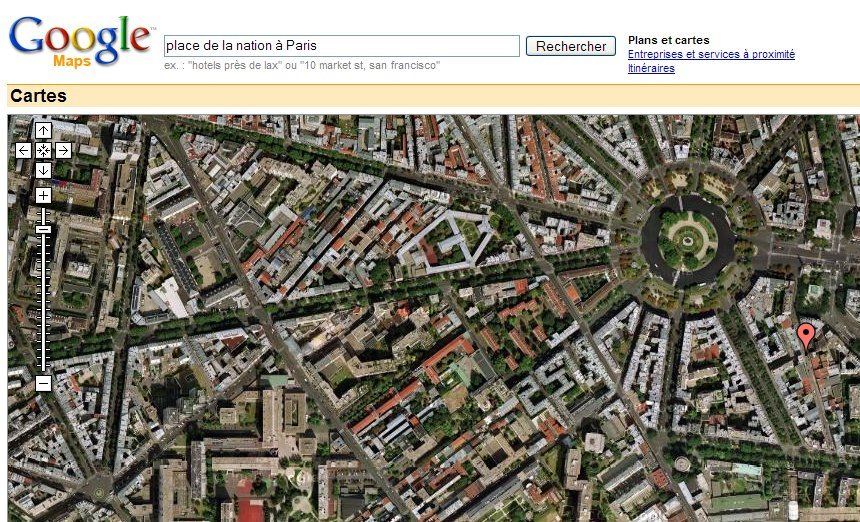 Google™
Maps
place de la nation à Paris
Rechercher
ex. : "hotels près de lax" ou "10 market st, san francisco"
Plans et cartes
Entreprises et services à proximité
Itinéraires
Cartes